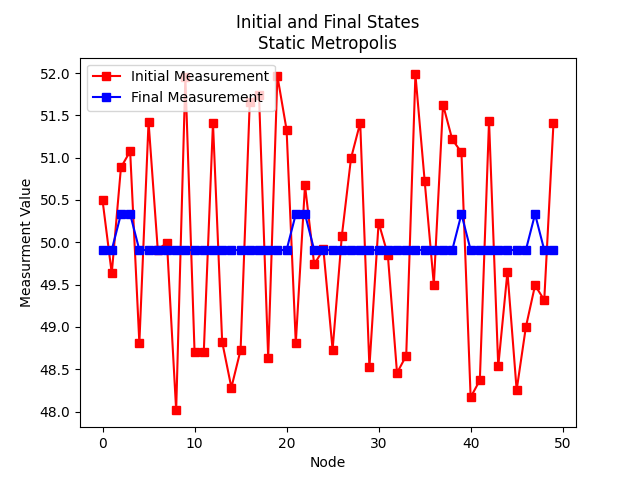 Initial and Final States
Static Metropolis
Initial Measurement
Final Measurement
Measurment Value
52.0
51.5
51.0
50.5
50.0
49.5
49.0
48.5
48.0
0
10
20
30
40
50
Node